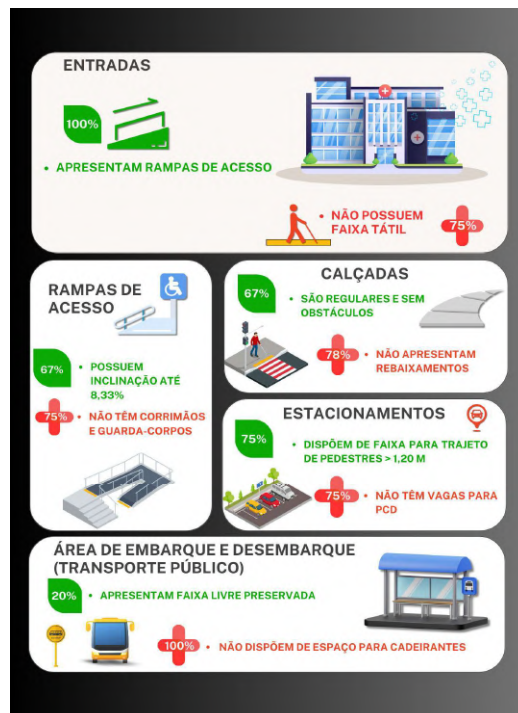 ENTRADAS
100%
• APRESENTAM RAMPAS DE ACESSO
• NÃO POSSUEM
FAIXA TÁTIL
75%
RAMPAS DE
ACESSO
67%
• POSSUEM
INCLINAÇÃO ATÉ
8,33%
75%
• NÃO TÊM CORRIMÃOS
E GUARDA-CORPOS
CALÇADAS
67%
• SÃO REGULARES E SEM
OBSTÁCULOS
78%
• NÃO APRESENTAM
REBAIXAMENTOS
ESTACIONAMENTOS
75%
• DISPÕEM DE FAIXA PARA TRAJETO
DE PEDESTRES > 1,20 M
75%
• NÃO TÊM VAGAS PARA
PCD
ÁREA DE EMBARQUE E DESEMBARQUE
(TRANSPORTE PÚBLICO)
20%
• APRESENTAM FAIXA LIVRE PRESERVADA
100%
• NÃO DISPÕEM DE ESPAÇO PARA CADEIRANTES